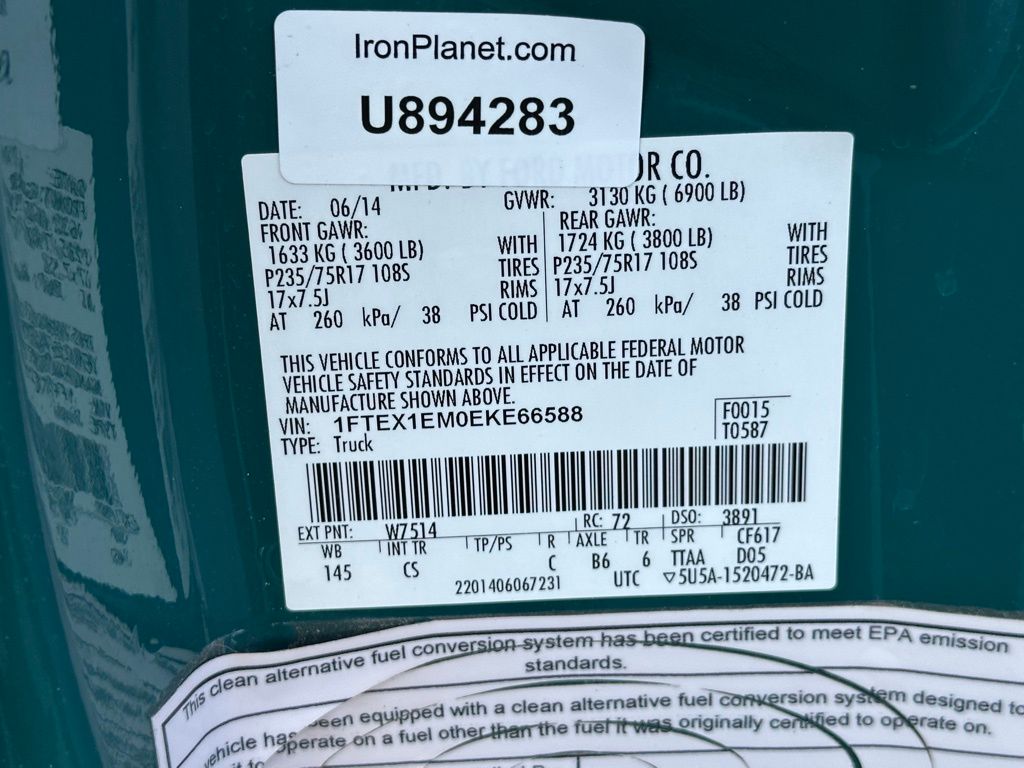 IronPlanet.com
U894283
MFD. BY FORD MOTOR CO.
DATE: 06/14 GVWR: 3130 KG ( 6900 LB)
FRONT GAWR: REAR GAWR:
1633 KG ( 3600 LB) WITH 1724 KG ( 3800 LB) WITH
P235/75R17 108S TIRES P235/75R17 108S TIRES
17x7.5J RIMS 17x7.5J RIMS
AT 260 kPa/ 38 PSI COLD AT 260 kPa/ 38 PSI COLD
THIS VEHICLE CONFORMS TO ALL APPLICABLE FEDERAL MOTOR
VEHICLE SAFETY STANDARDS IN EFFECT ON THE DATE OF
MANUFACTURE SHOWN ABOVE.
VIN: 1FTEX1EM0EKE66588 F0015
TYPE: Truck T0587
EXT PNT: W7514 RC: 72 DSO: 3891
WB INT TR TP/PS R AXLE TR SPR CF617
145 CS C B6 6 TTAA D05
2201406067231 UTC ▽5U5A-1520472-BA
This clean alternative fuel conversion system has been certified to meet EPA emission
standards.
been equipped with a clean alternative fuel conversion system designed to
operate on a fuel other than the fuel it was originally certified to operate on.